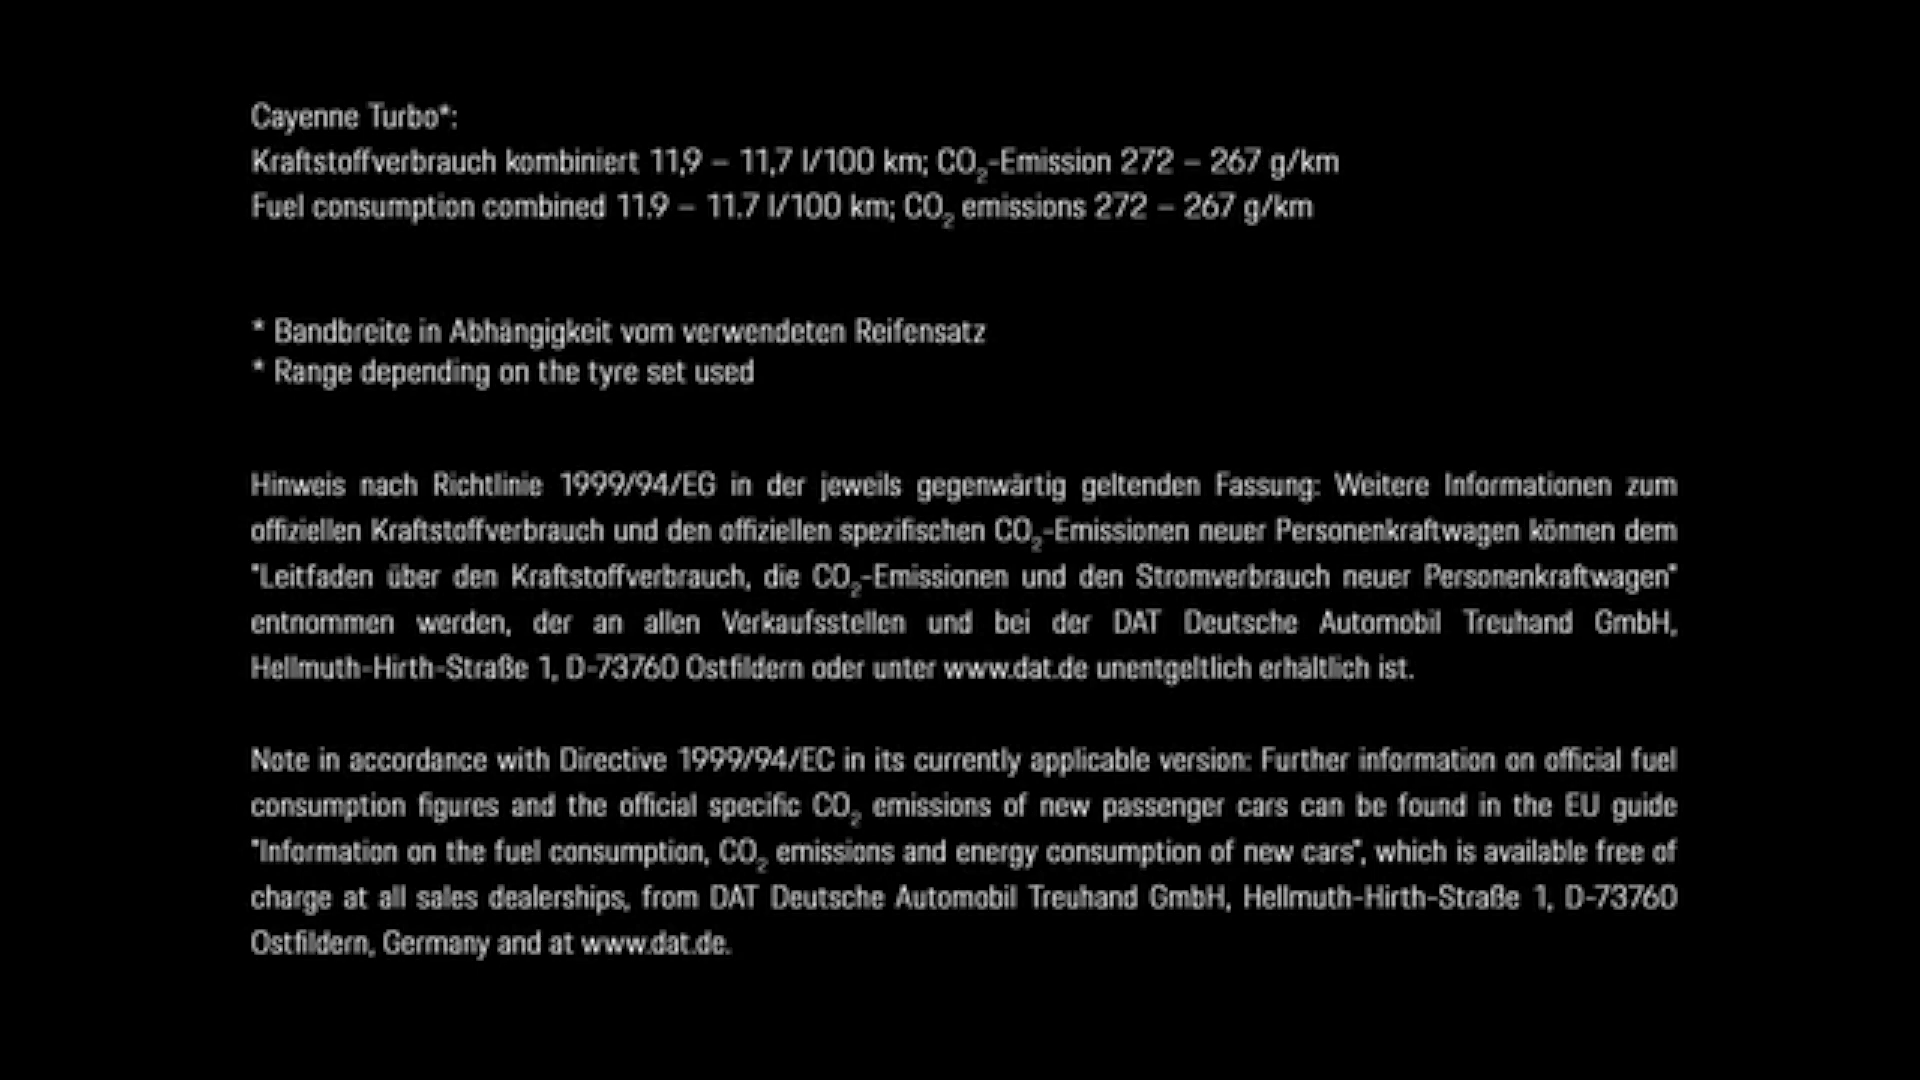 Cayenne Turbo*:
Kraftstoffverbrauch kombiniert 11,9 – 11,7 l/100 km; CO₂-Emission 272 – 267 g/km
Fuel consumption combined 11.9 – 11.7 l/100 km; CO₂ emissions 272 – 267 g/km
* Bandbreite in Abhängigkeit vom verwendeten Reifensatz
* Range depending on the tyre set used
Hinweis nach Richtlinie 1999/94/EG in der jeweils gegenwärtig geltenden Fassung: Weitere Informationen zum
offiziellen Kraftstoffverbrauch und den offiziellen spezifischen CO₂-Emissionen neuer Personenkraftwagen können dem
"Leitfaden über den Kraftstoffverbrauch, die CO₂-Emissionen und den Stromverbrauch neuer Personenkraftwagen"
entnommen werden, der an allen Verkaufsstellen und bei der DAT Deutsche Automobil Treuhand GmbH,
Hellmuth-Hirth-Straße 1, D-73760 Ostfildern oder unter www.dat.de unentgeltlich erhältlich ist.
Note in accordance with Directive 1999/94/EC in its currently applicable version: Further information on official fuel
consumption figures and the official specific CO₂ emissions of new passenger cars can be found in the EU guide
"Information on the fuel consumption, CO₂ emissions and energy consumption of new cars", which is available free of
charge at all sales dealerships, from DAT Deutsche Automobil Treuhand GmbH, Hellmuth-Hirth-Straße 1, D-73760
Ostfildern, Germany and at www.dat.de.